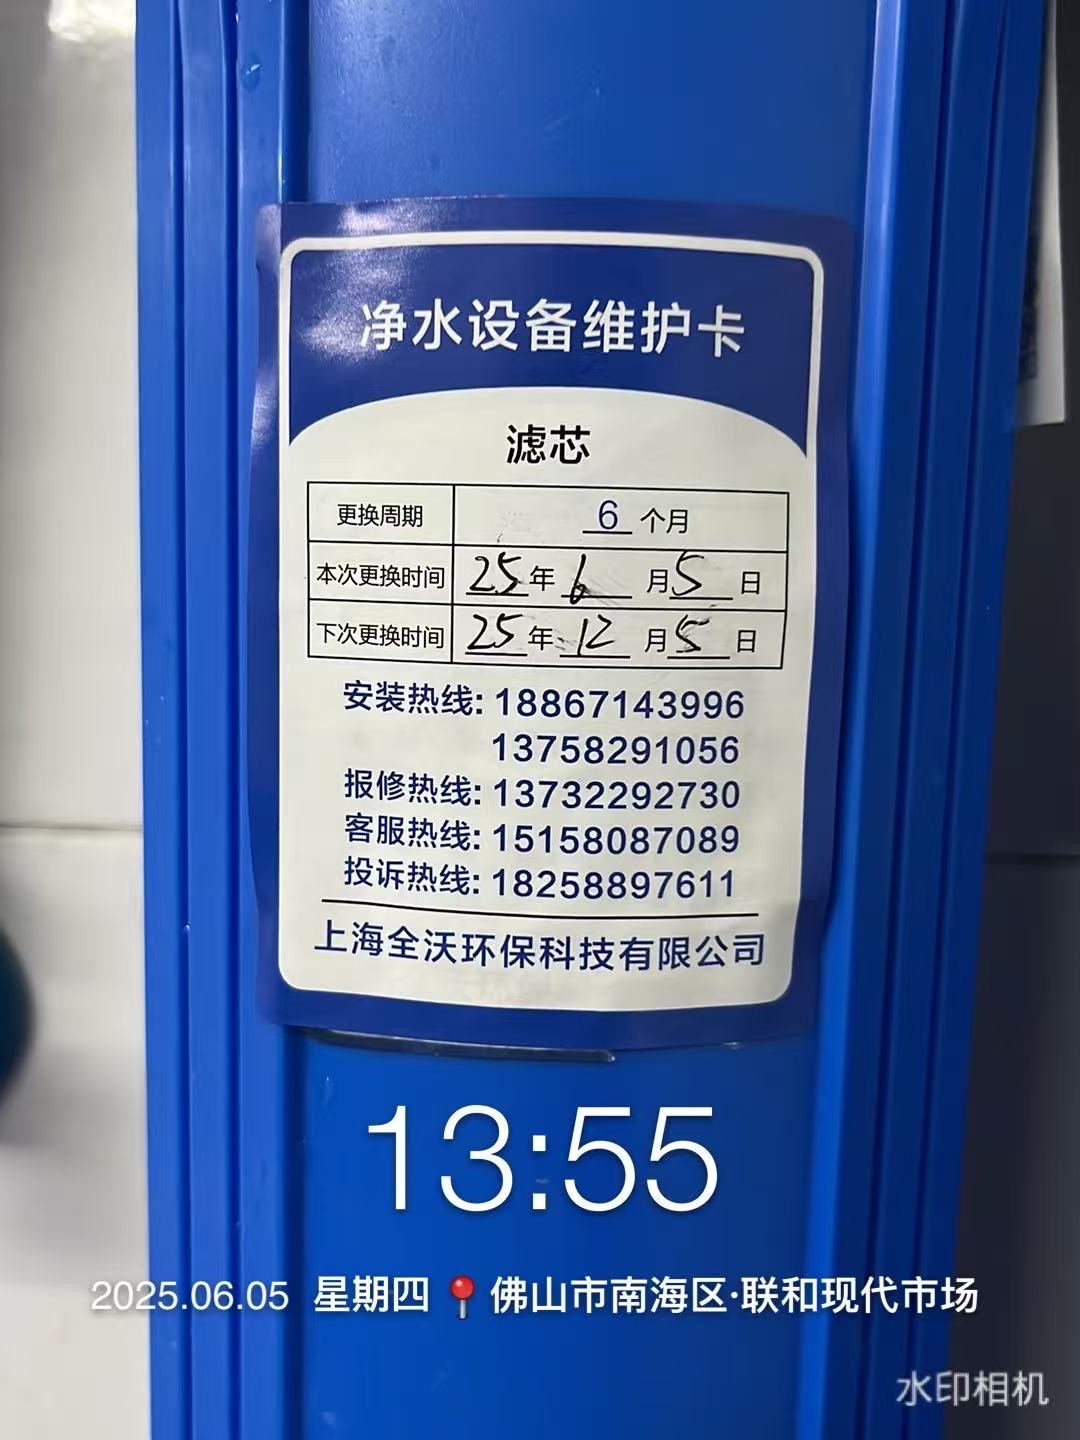 净水设备维护卡
滤芯
更换周期 6 个月
本次更换时间 25 年 6 月 5 日
下次更换时间 25 年 12 月 5 日
安装热线: 18867143996
13758291056
报修热线: 13732292730
客服热线: 15158087089
投诉热线: 18258897611
上海全沃环保科技有限公司
13:55
2025.06.05 星期四 📍 佛山市南海区·联和现代市场
水印相机